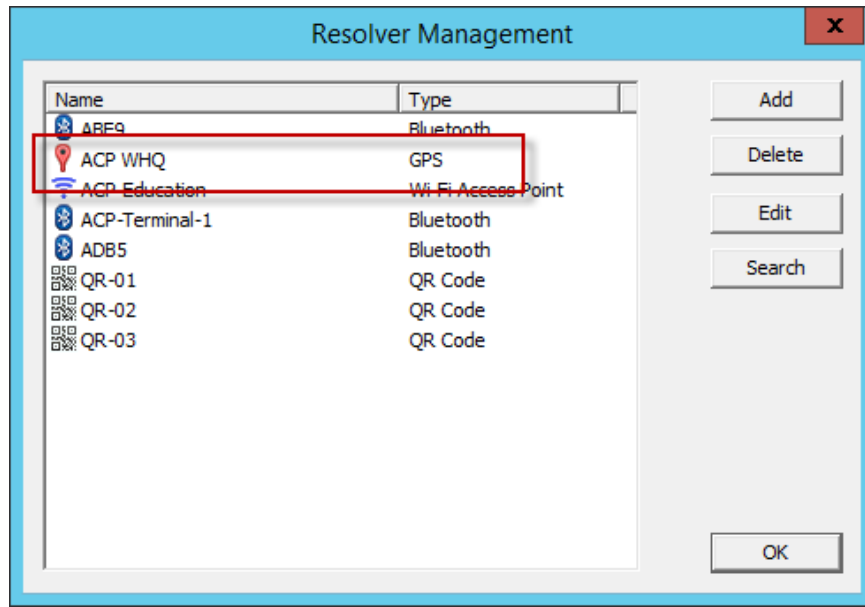 Resolver Management
x
Name Type
ABE9 Bluetooth
ACP WHQ GPS
ACP-Education Wi-Fi Access Point
ACP-Terminal-1 Bluetooth
ADB5 Bluetooth
QR-01 QR Code
QR-02 QR Code
QR-03 QR Code
Add
Delete
Edit
Search
OK